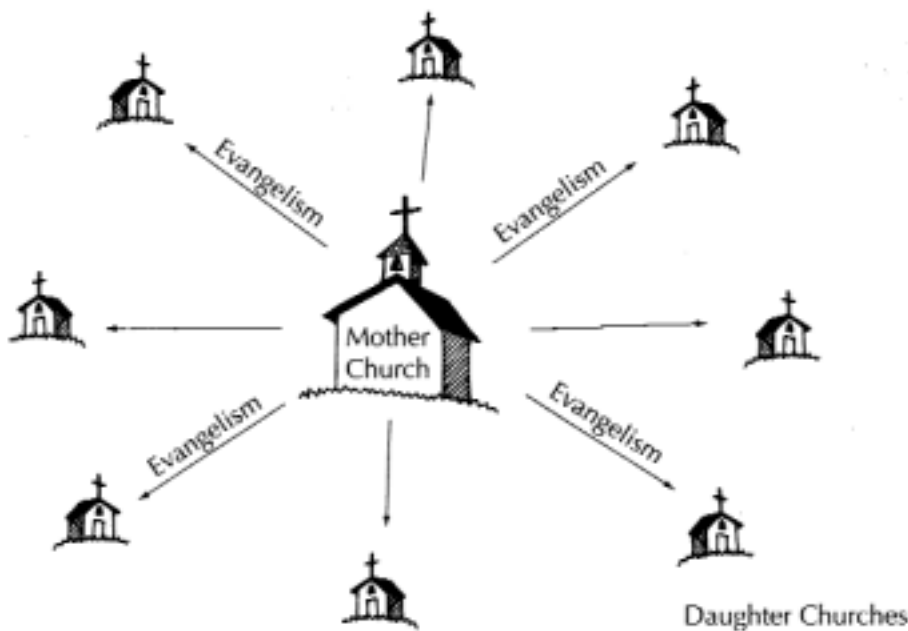 Evangelism
Evangelism
Mother
Church
Evangelism
Evangelism
Daughter Churches